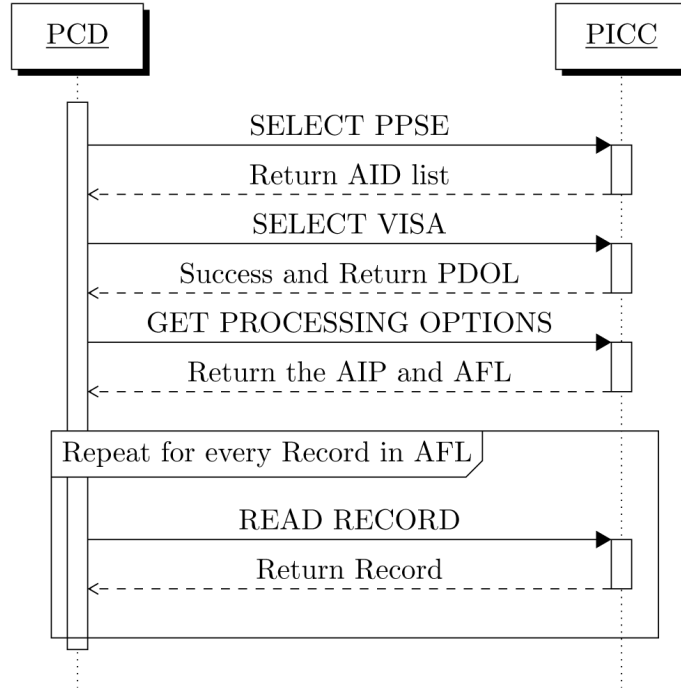 PCD
PICC
SELECT PPSE
Return AID list
SELECT VISA
Success and Return PDOL
GET PROCESSING OPTIONS
Return the AIP and AFL
Repeat for every Record in AFL
READ RECORD
Return Record